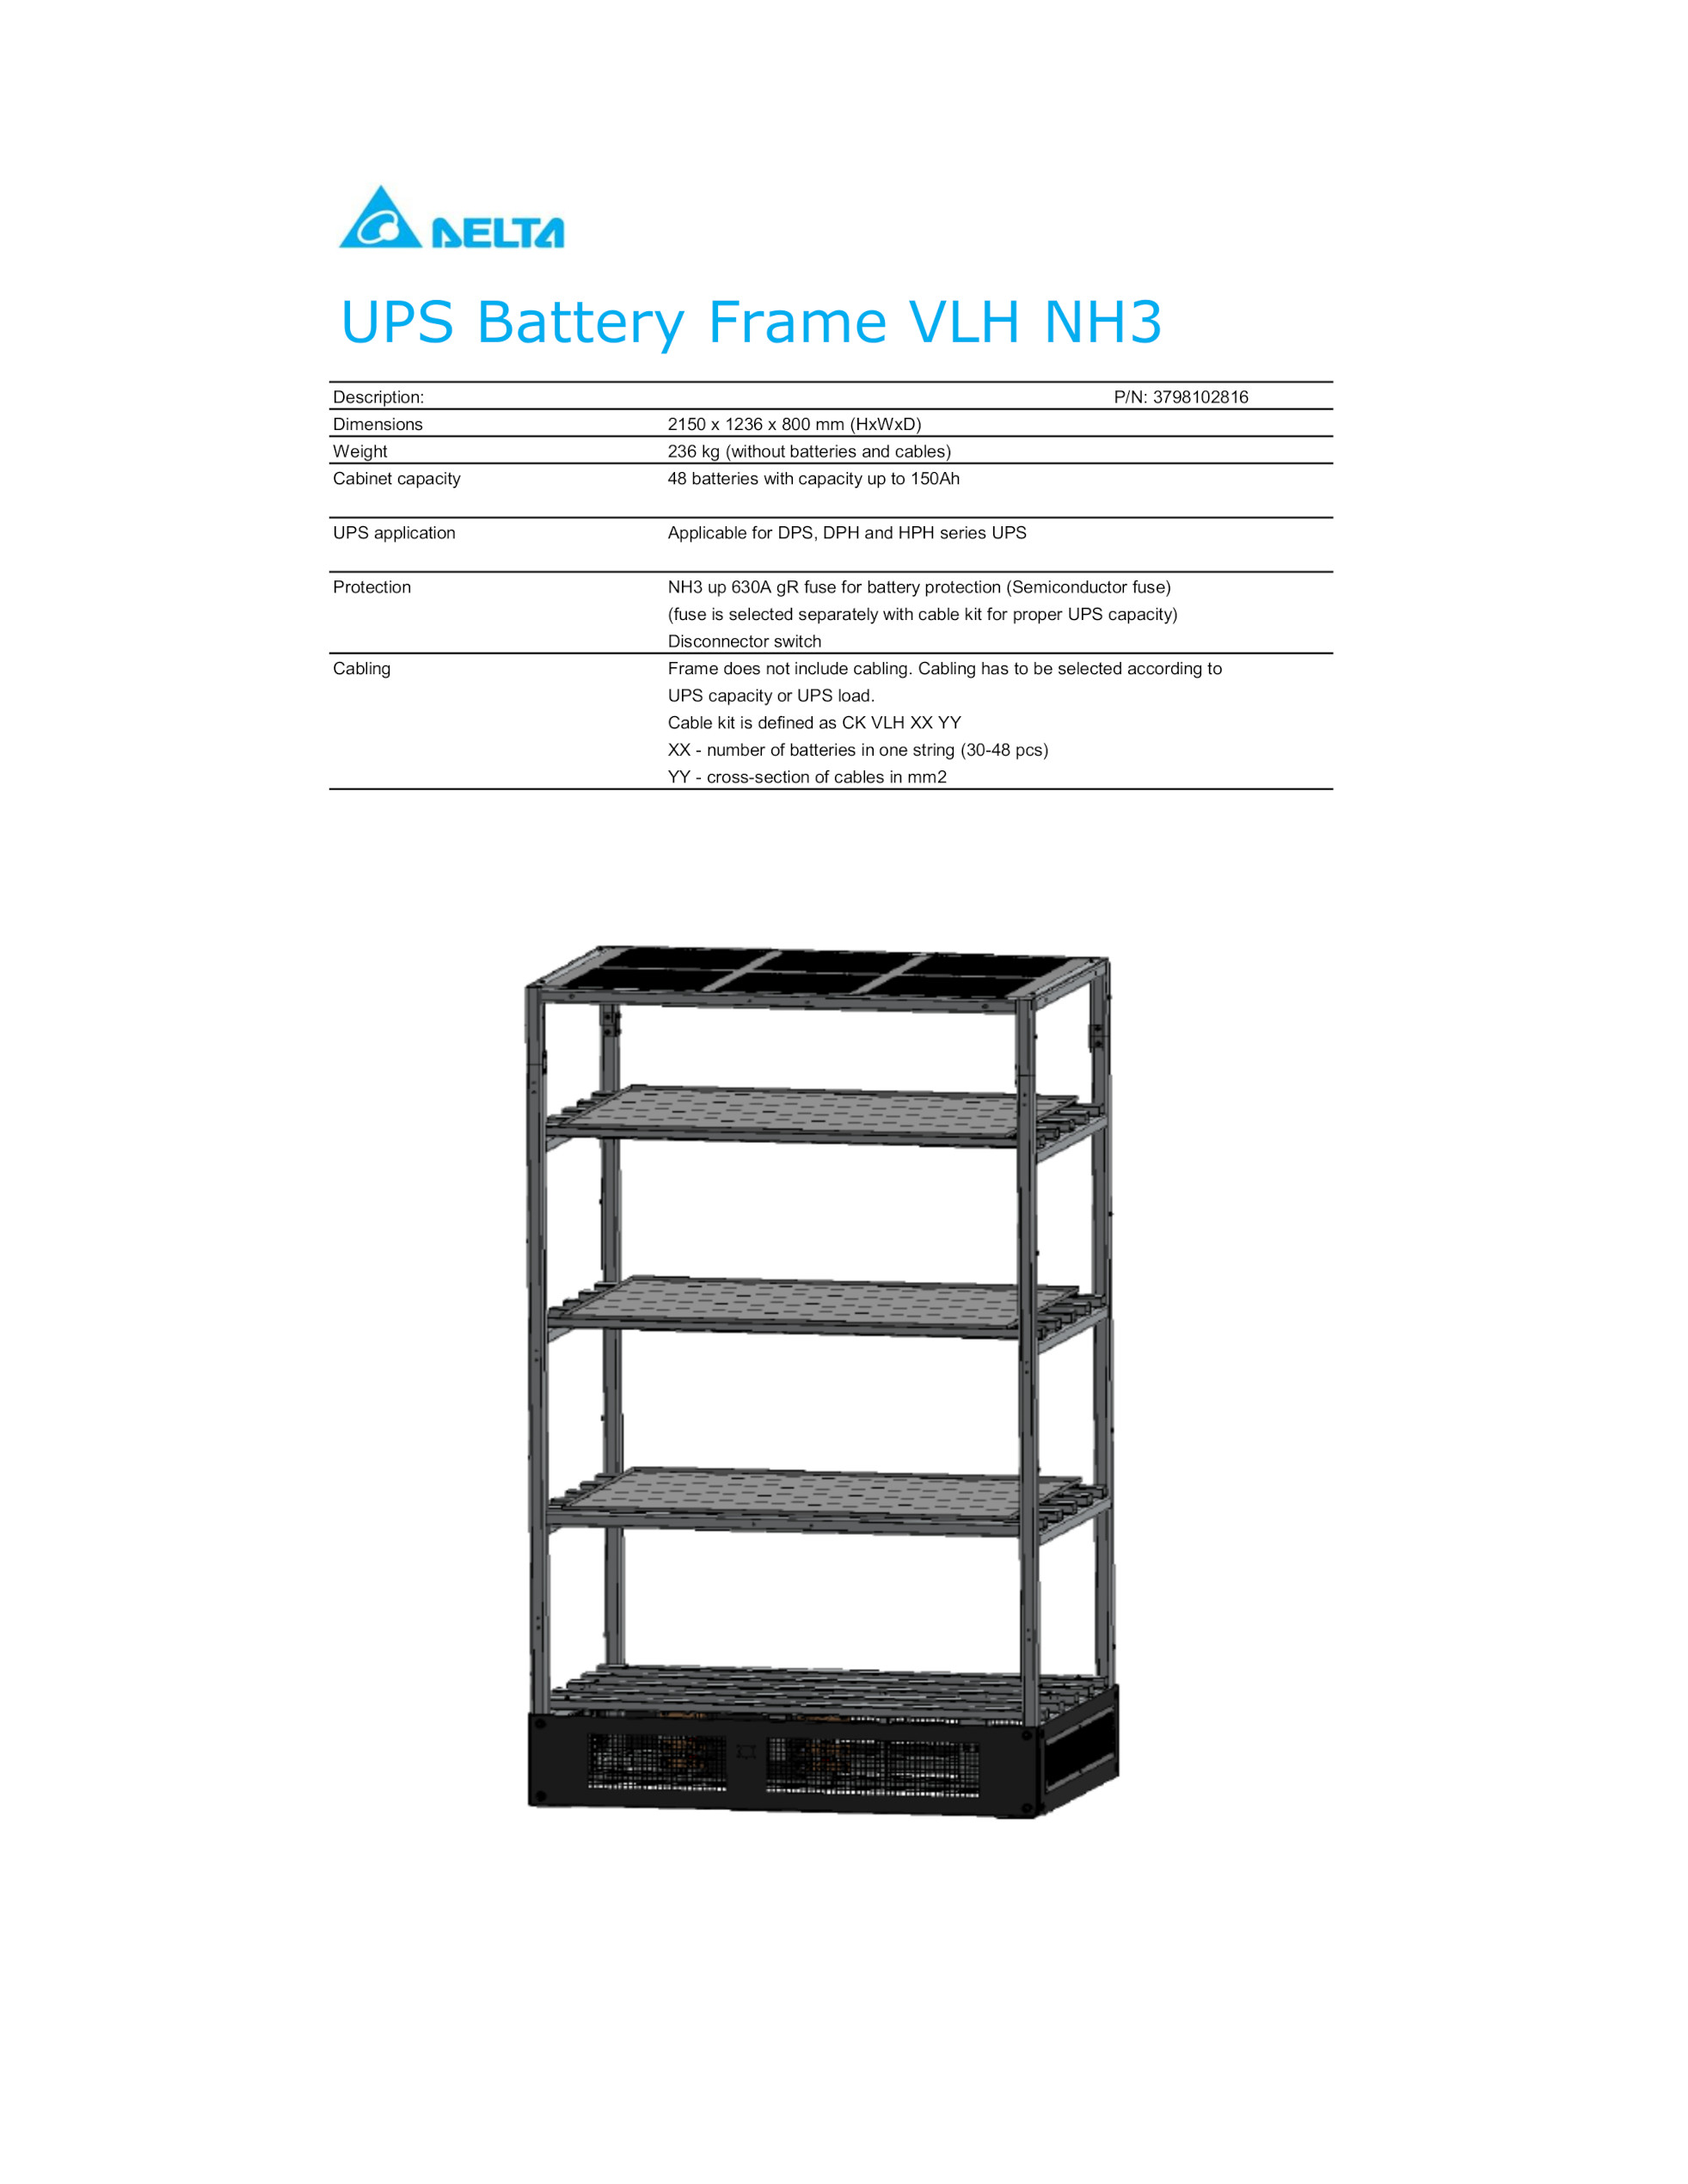 DELTA
UPS Battery Frame VLH NH3
Description: P/N: 3798102816
Dimensions 2150 x 1236 x 800 mm (HxWxD)
Weight 236 kg (without batteries and cables)
Cabinet capacity 48 batteries with capacity up to 150Ah
UPS application Applicable for DPS, DPH and HPH series UPS
Protection NH3 up 630A gR fuse for battery protection (Semiconductor fuse)
(fuse is selected separately with cable kit for proper UPS capacity)
Disconnector switch
Cabling Frame does not include cabling. Cabling has to be selected according to
UPS capacity or UPS load.
Cable kit is defined as CK VLH XX YY
XX - number of batteries in one string (30-48 pcs)
YY - cross-section of cables in mm2